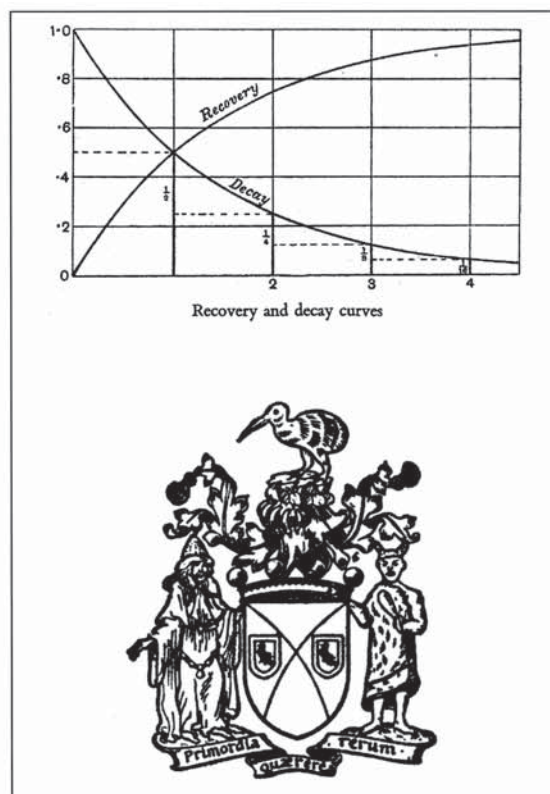 1·0
·8
Recovery
·6
·4
Decay
1/2
·2
1/4
1/8
0
2
3
4
Recovery and decay curves
Primordia
quærere
rerum·